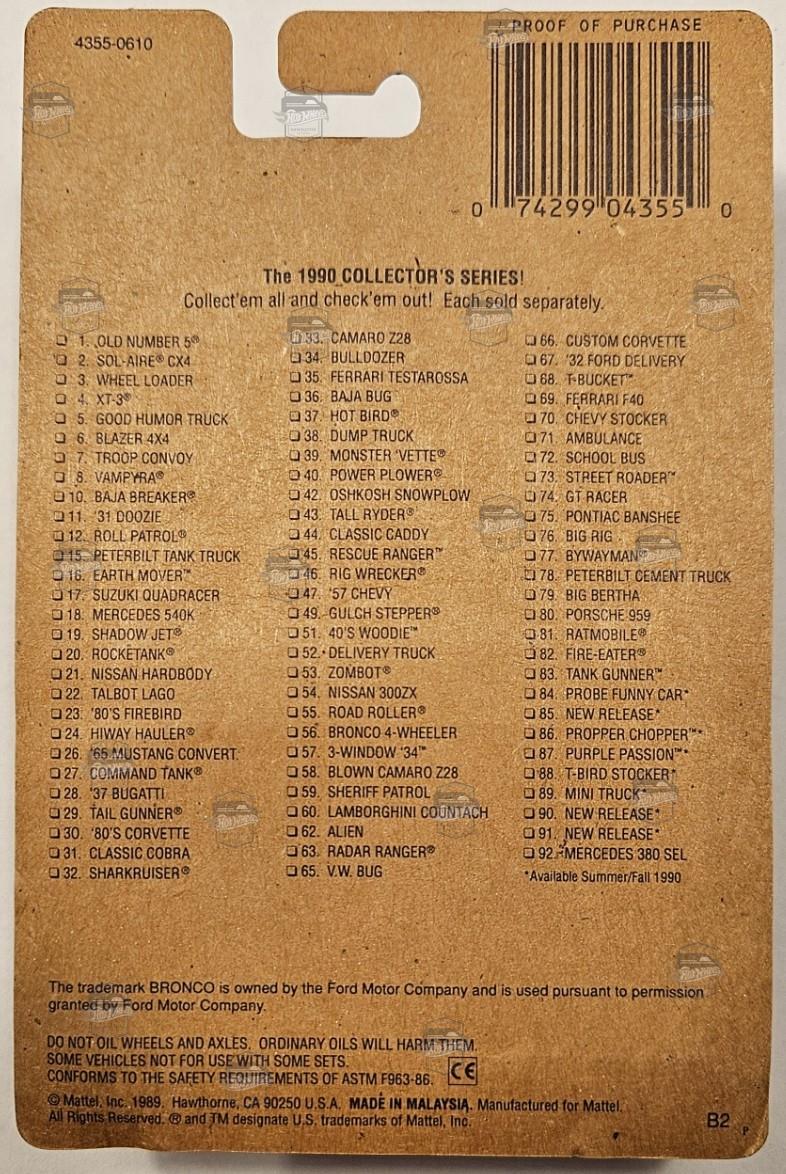 4355-0610
PROOF OF PURCHASE
0 74299 04355 0
The 1990 COLLECTOR'S SERIES!
Collect'em all and check'em out! Each sold separately.
1. OLD NUMBER 5®
2. SOL-AIRE® CX4
3. WHEEL LOADER
4. XT-3®
5. GOOD HUMOR TRUCK
6. BLAZER 4X4
7. TROOP CONVOY
8. VAMPYRA®
10. BAJA BREAKER®
11. '31 DOOZIE
12. ROLL PATROL®
15. PETERBILT TANK TRUCK
16. EARTH MOVER™
17. SUZUKI QUADRACER
18. MERCEDES 540K
19. SHADOW JET®
20. ROCKETANK®
21. NISSAN HARDBODY
22. TALBOT LAGO
23. '80'S FIREBIRD
24. HIWAY HAULER®
26. '65 MUSTANG CONVERT.
27. COMMAND TANK®
28. '37 BUGATTI
29. TAIL GUNNER®
30. '80'S CORVETTE
31. CLASSIC COBRA
32. SHARKRUISER®
33. CAMARO Z28
34. BULLDOZER
35. FERRARI TESTAROSSA
36. BAJA BUG
37. HOT BIRD®
38. DUMP TRUCK
39. MONSTER 'VETTE®
40. POWER PLOWER®
42. OSHKOSH SNOWPLOW
43. TALL RYDER®
44. CLASSIC CADDY
45. RESCUE RANGER™
46. RIG WRECKER®
47. '57 CHEVY
49. GULCH STEPPER®
51. 40'S WOODIE™
52. DELIVERY TRUCK
53. ZOMBOT®
54. NISSAN 300ZX
55. ROAD ROLLER®
56. BRONCO 4-WHEELER
57. 3-WINDOW '34™
58. BLOWN CAMARO Z28
59. SHERIFF PATROL
60. LAMBORGHINI COUNTACH
62. ALIEN
63. RADAR RANGER®
65. V.W. BUG
66. CUSTOM CORVETTE
67. '32 FORD DELIVERY
68. T-BUCKET™
69. FERRARI F40
70. CHEVY STOCKER
71. AMBULANCE
72. SCHOOL BUS
73. STREET ROADER™
74. GT RACER
75. PONTIAC BANSHEE
76. BIG RIG
77. BYWAYMAN®
78. PETERBILT CEMENT TRUCK
79. BIG BERTHA
80. PORSCHE 959
81. RATMOBILE®
82. FIRE-EATER®
83. TANK GUNNER™
84. PROBE FUNNY CAR*
85. NEW RELEASE*
86. PROPPER CHOPPER™*
87. PURPLE PASSION™*
88. T-BIRD STOCKER*
89. MINI TRUCK*
90. NEW RELEASE*
91. NEW RELEASE*
92. MERCEDES 380 SEL
*Available Summer/Fall 1990
The trademark BRONCO is owned by the Ford Motor Company and is used pursuant to permission
granted by Ford Motor Company.
DO NOT OIL WHEELS AND AXLES. ORDINARY OILS WILL HARM THEM.
SOME VEHICLES NOT FOR USE WITH SOME SETS.
CONFORMS TO THE SAFETY REQUIREMENTS OF ASTM F963-86. CE
© Mattel, Inc. 1989. Hawthorne, CA 90250 U.S.A. MADE IN MALAYSIA. Manufactured for Mattel.
All Rights Reserved. ® and TM designate U.S. trademarks of Mattel, Inc.
B2 P